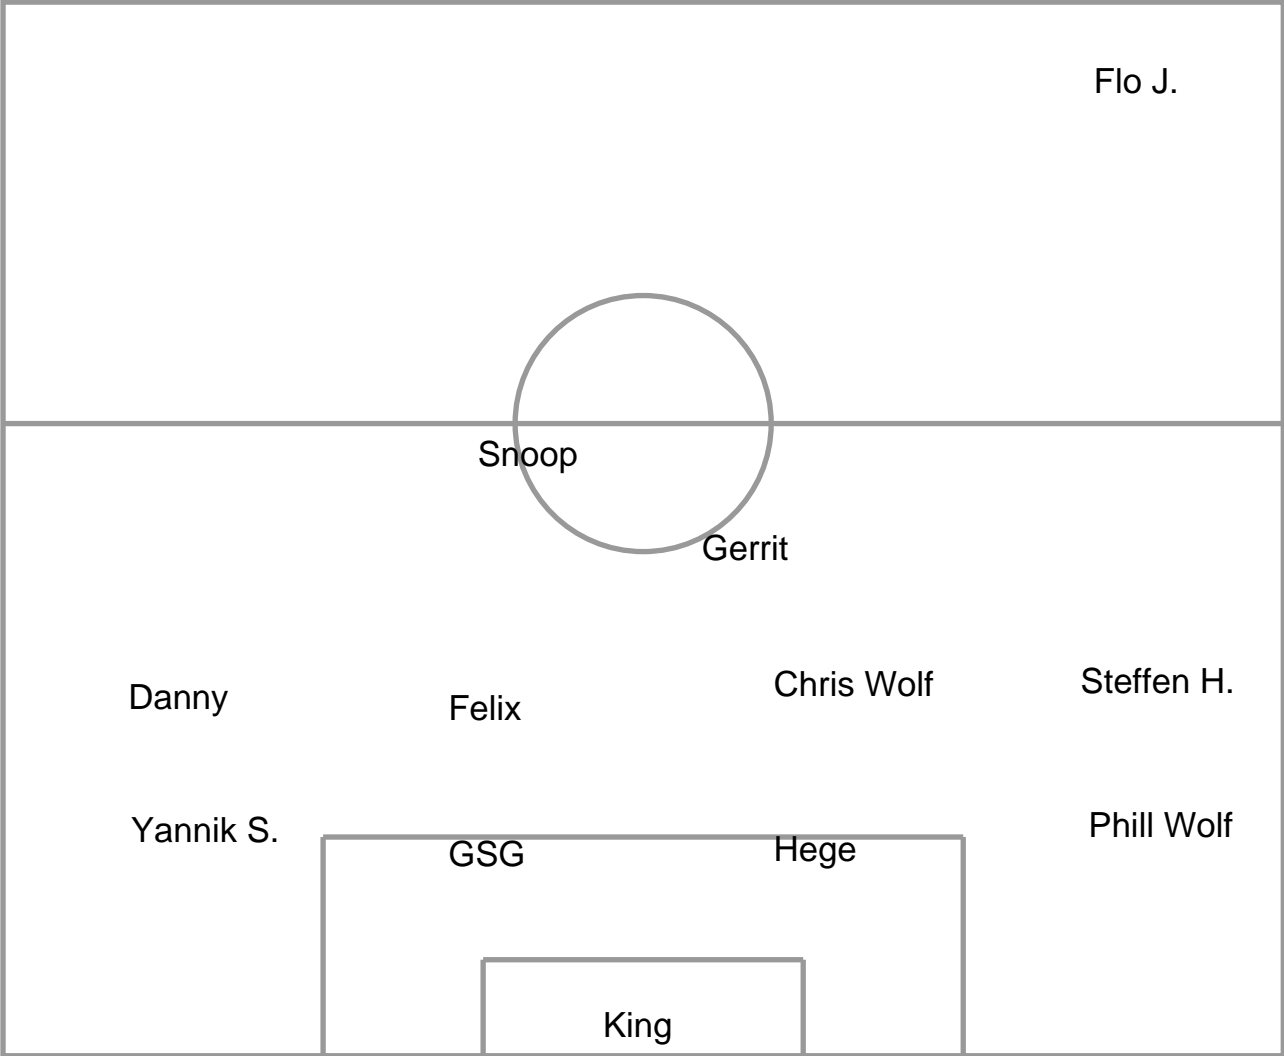 Flo J.
Snoop
Gerrit
Danny
Felix
Chris Wolf
Steffen H.
Yannik S.
GSG
Hege
Phill Wolf
King